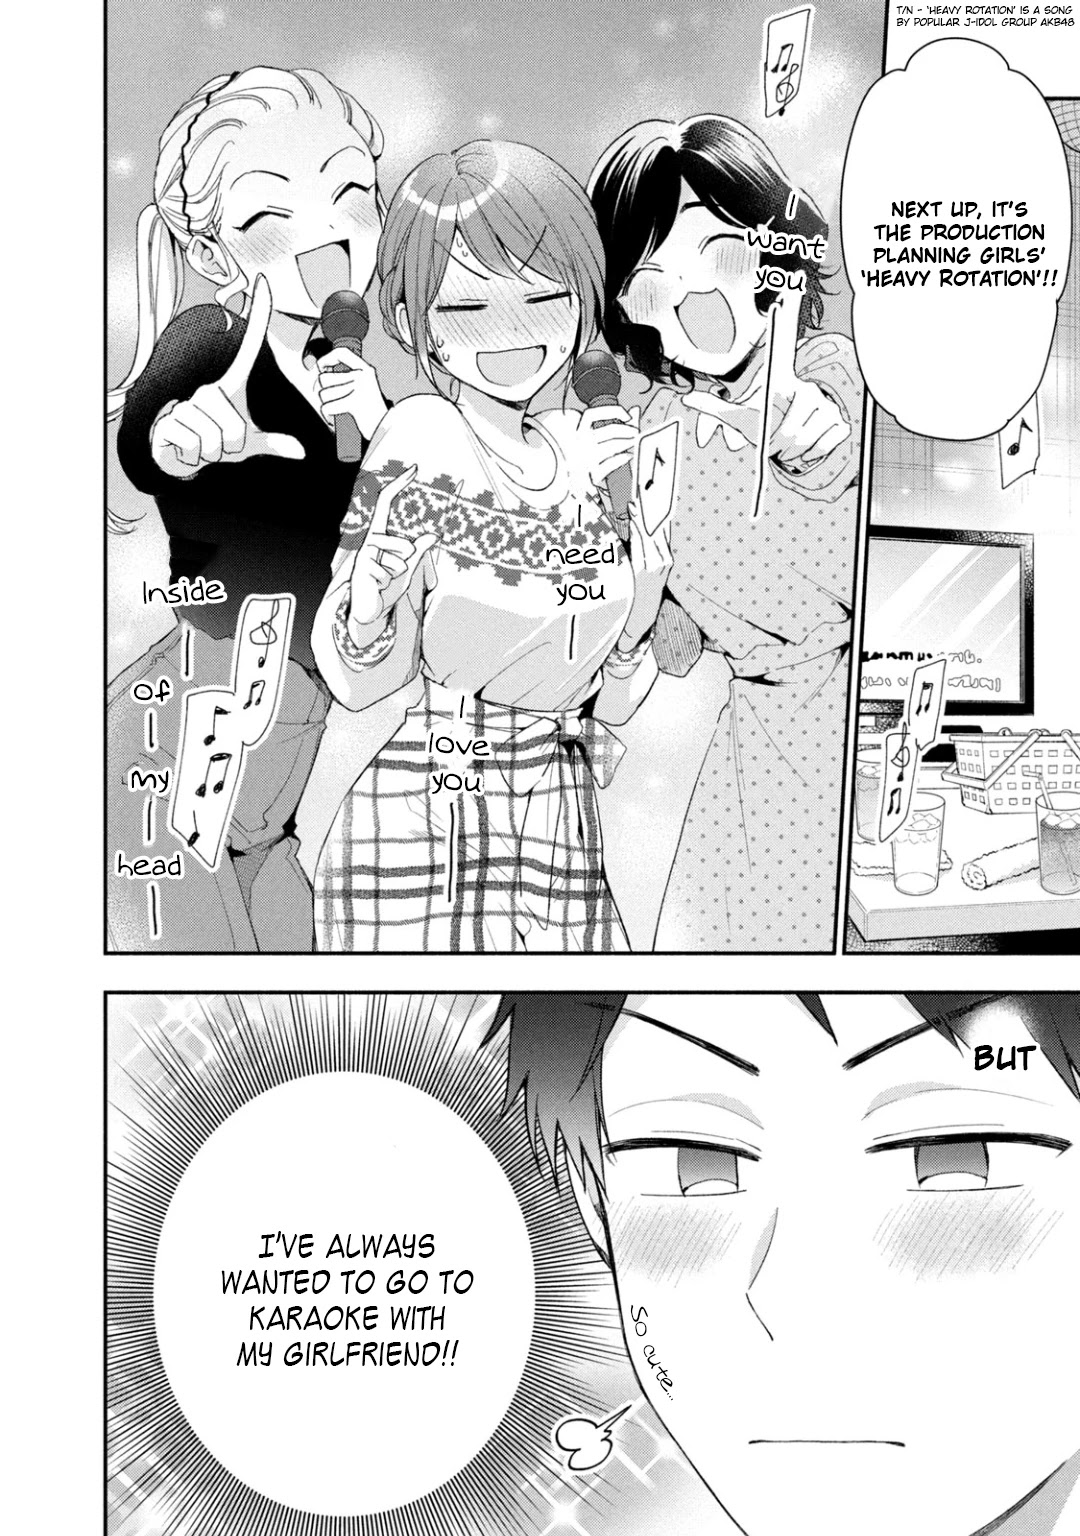 T/N - 'HEAVY ROTATION' IS A SONG
BY POPULAR J-IDOL GROUP AKB48
NEXT UP, IT'S
THE PRODUCTION
PLANNING GIRLS'
'HEAVY ROTATION'!!
I
want
you
I
need
you
I
love
you
Inside
of
my
head
BUT
I'VE ALWAYS
WANTED TO GO TO
KARAOKE WITH
MY GIRLFRIEND!!
So cute...